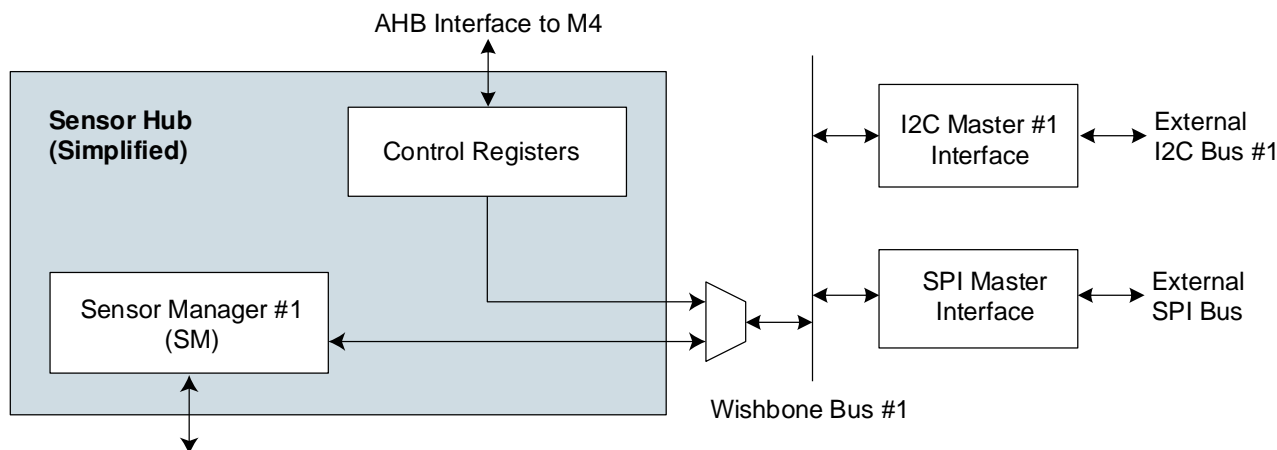 AHB Interface to M4
Sensor Hub
(Simplified)
Control Registers
I2C Master #1
Interface
External
I2C Bus #1
Sensor Manager #1
(SM)
SPI Master
Interface
External
SPI Bus
Wishbone Bus #1